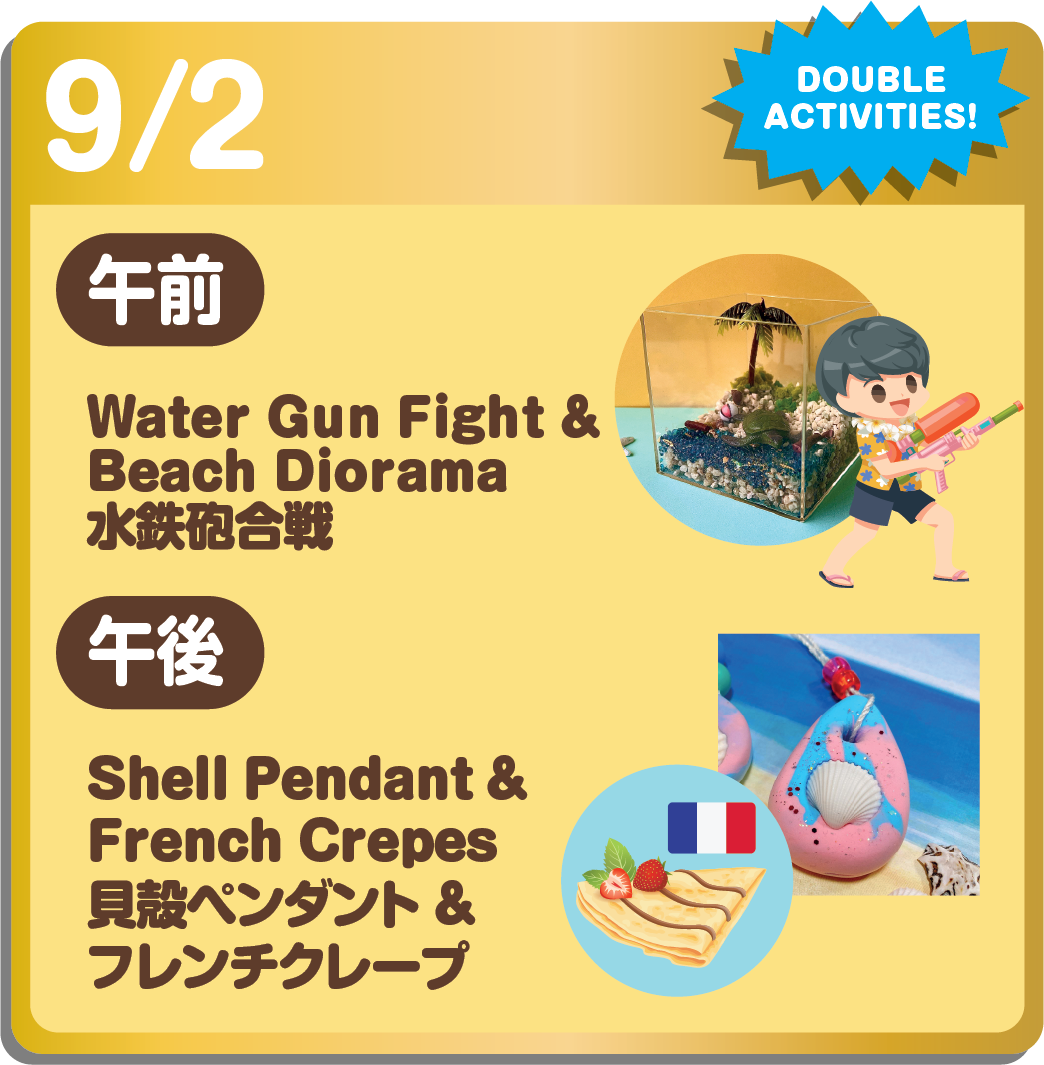 9/2
DOUBLE
ACTIVITIES!
午前
Water Gun Fight &
Beach Diorama
水鉄砲合戦
午後
Shell Pendant &
French Crepes
貝殻ペンダント &
フレンチクレープ